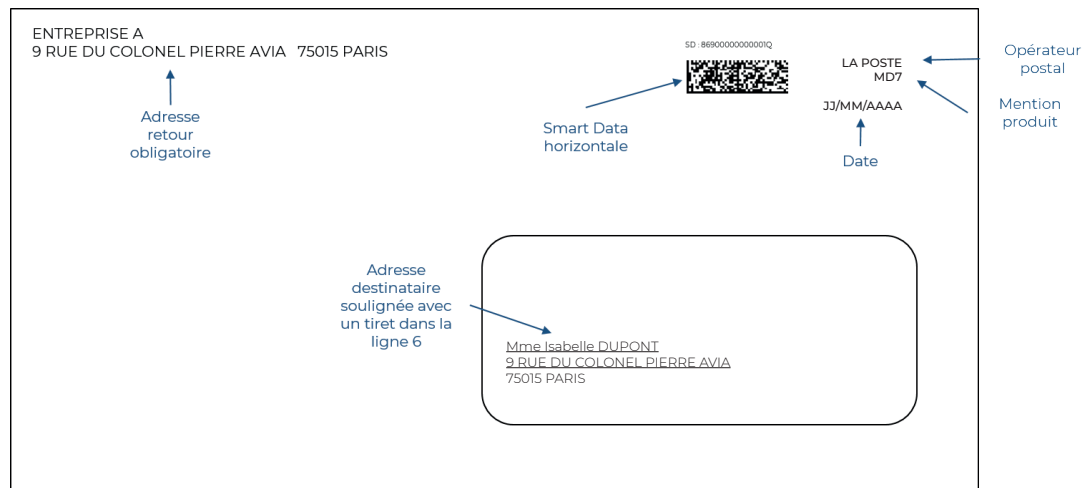 ENTREPRISE A
9 RUE DU COLONEL PIERRE AVIA   75015 PARIS
Adresse
retour
obligatoire
SD : 86900000000001Q
Smart Data
horizontale
LA POSTE
MD7
JJ/MM/AAAA
Date
Opérateur
postal
Mention
produit
Adresse
destinataire
soulignée avec
un tiret dans la
ligne 6
Mme Isabelle DUPONT
9 RUE DU COLONEL PIERRE AVIA
75015 PARIS